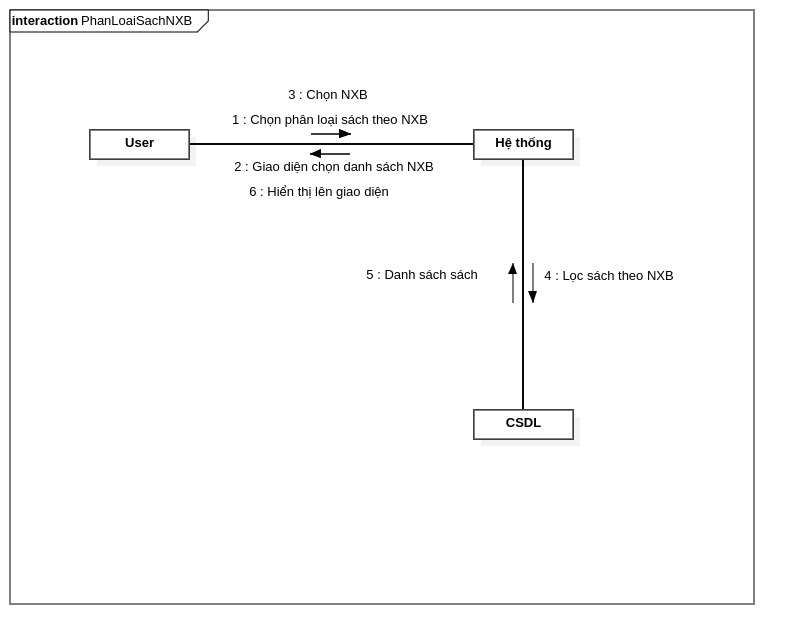 interaction PhanLoaiSachNXB
3 : Chọn NXB
1 : Chọn phân loại sách theo NXB
User
Hệ thống
2 : Giao diện chọn danh sách NXB
6 : Hiển thị lên giao diện
5 : Danh sách sách
4 : Lọc sách theo NXB
CSDL